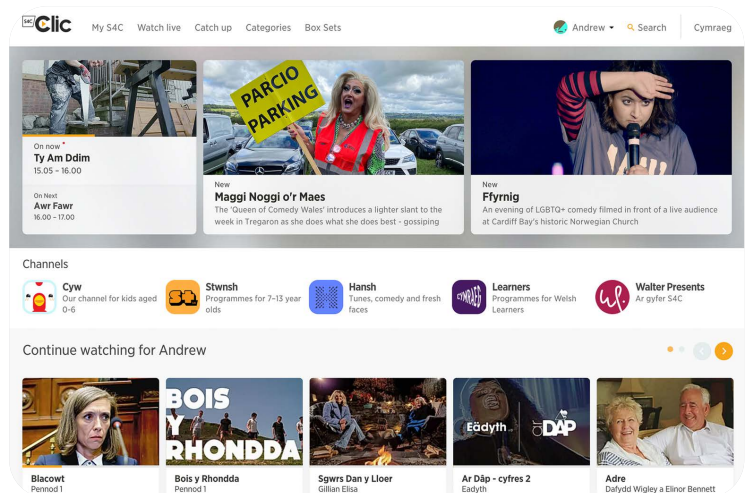 S4C Clic
My S4C
Watch live
Catch up
Categories
Box Sets
Andrew
Search
Cymraeg
On now
Ty Am Ddim
15.05 – 16.00
On Next
Awr Fawr
16.00 – 17.00
PARCIO
PARKING
New
Maggi Noggi o'r Maes
The 'Queen of Comedy Wales' introduces a lighter slant to the
week in Tregaron as she does what she does best - gossiping
New
Ffyrnig
An evening of LGBTQ+ comedy filmed in front of a live audience
at Cardiff Bay's historic Norwegian Church
Channels
Cyw
Our channel for kids aged
0-6
Stwnsh
Programmes for 7–13 year
olds
Hansh
Tunes, comedy and fresh
faces
CYMRAEG
Learners
Programmes for Welsh
Learners
W.P.
Walter Presents
Ar gyfer S4C
Continue watching for Andrew
Blacowt
Pennod 1
BOIS
Y
RHONDDA
Bois y Rhondda
Pennod 1
Sgwrs Dan y Lloer
Gillian Elisa
Eädyth
ar DÂP
Ar Dâp - cyfres 2
Eadyth
Adre
Dafydd Wigley a Elinor Bennett